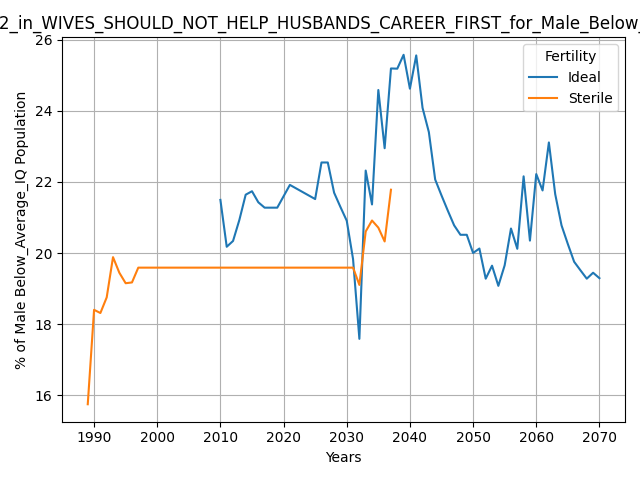 2_in_WIVES_SHOULD_NOT_HELP_HUSBANDS_CAREER_FIRST_for_Male_Below_
Fertility
Ideal
Sterile
% of Male Below_Average_IQ Population
26
24
22
20
18
16
1990 2000 2010 2020 2030 2040 2050 2060 2070
Years